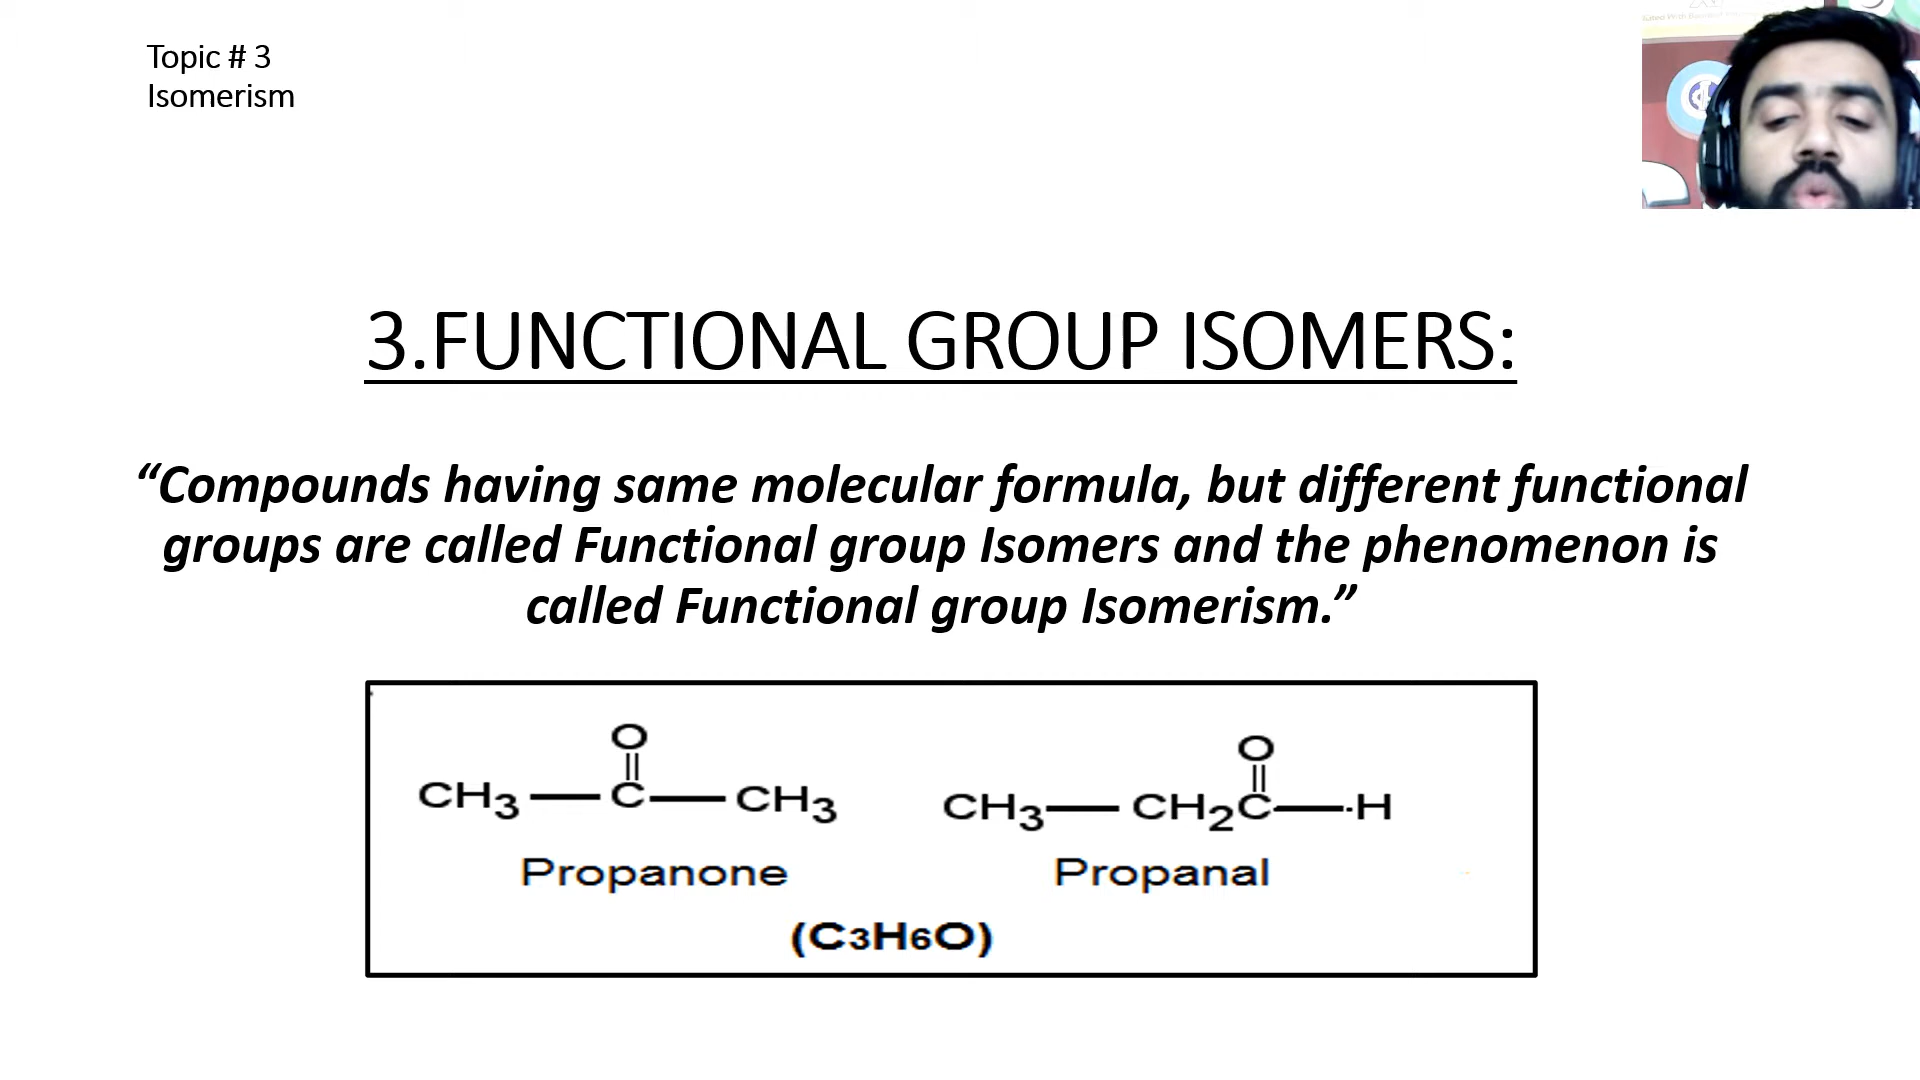 Topic # 3
Isomerism
3.FUNCTIONAL GROUP ISOMERS:
“Compounds having same molecular formula, but different functional
groups are called Functional group Isomers and the phenomenon is
called Functional group Isomerism.”
O
||
CH3—C—CH3
Propanone
O
||
CH3—CH2C—H
Propanal
(C3H6O)